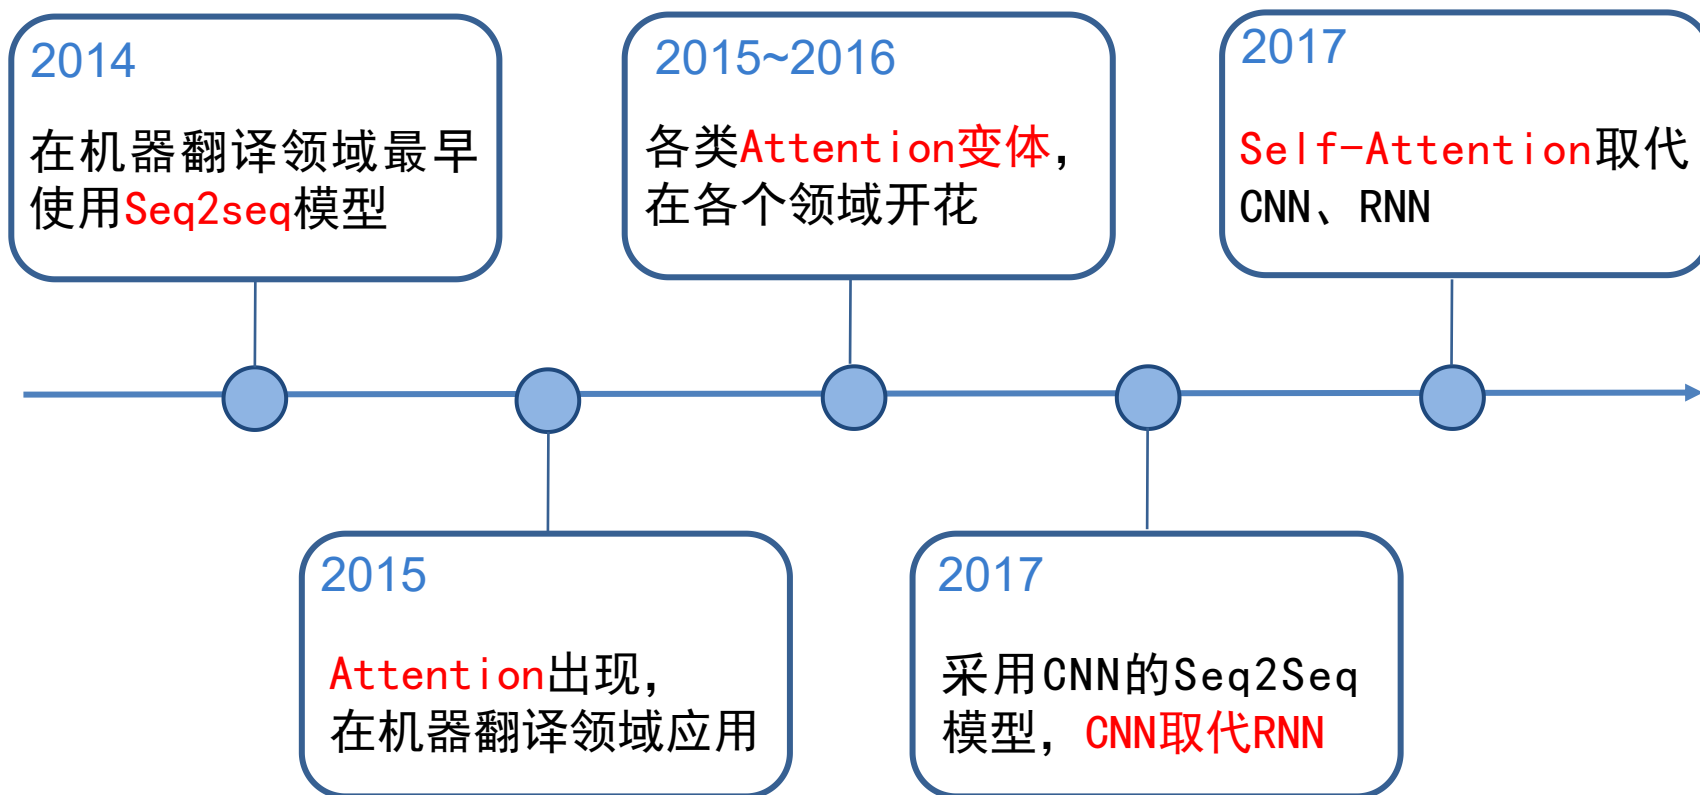 2014
在机器翻译领域最早
使用Seq2seq模型
2015
Attention出现，
在机器翻译领域应用
2015~2016
各类Attention变体，
在各个领域开花
2017
采用CNN的Seq2Seq
模型，CNN取代RNN
2017
Self-Attention取代
CNN、RNN